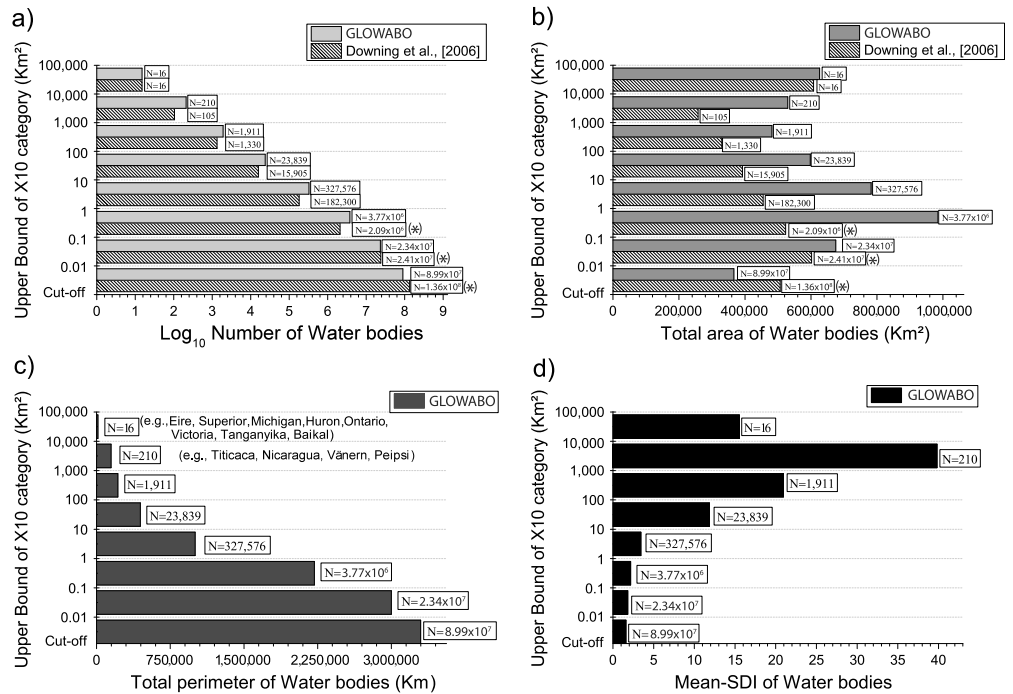 a)
GLOWABO
Downing et al., [2006]
Upper Bound of X10 category (Km²)
100,000
N=16
N=16
10,000
N=210
N=105
1,000
N=1,911
N=1,330
100
N=23,839
N=15,905
10
N=327,576
N=182,300
1
N=3.77x10⁶
N=2.09x10⁶ (*)
0.1
N=2.34x10⁷
N=2.41x10⁷ (*)
0.01
N=8.99x10⁷
N=1.36x10⁸ (*)
Cut-off
0 1 2 3 4 5 6 7 8 9
Log₁₀ Number of Water bodies
b)
GLOWABO
Downing et al., [2006]
Upper Bound of X10 category (Km²)
100,000
N=16
N=16
10,000
N=210
N=105
1,000
N=1,911
N=1,330
100
N=23,839
N=15,905
10
N=327,576
N=182,300
1
N=3.77x10⁶
N=2.09x10⁶ (*)
0.1
N=2.34x10⁷
N=2.41x10⁷ (*)
0.01
N=8.99x10⁷
N=1.36x10⁸ (*)
Cut-off
0 200,000 400,000 600,000 800,000 1,000,000
Total area of Water bodies (Km²)
c)
GLOWABO
Upper Bound of X10 category (Km²)
100,000
N=16 (e.g.,Eire, Superior,Michigan,Huron,Ontario,
Victoria, Tanganyika, Baikal)
10,000
N=210 (e.g., Titicaca, Nicaragua, Vänern, Peipsi)
1,000
N=1,911
100
N=23,839
10
N=327,576
1
N=3.77x10⁶
0.1
N=2.34x10⁷
0.01
N=8.99x10⁷
Cut-off
0 750,000 1,500,000 2,250,000 3,000,000
Total perimeter of Water bodies (Km)
d)
GLOWABO
Upper Bound of X10 category (Km²)
100,000
N=16
10,000
N=210
1,000
N=1,911
100
N=23,839
10
N=327,576
1
N=3.77x10⁶
0.1
N=2.34x10⁷
0.01
N=8.99x10⁷
Cut-off
0 5 10 15 20 25 30 35 40
Mean-SDI of Water bodies